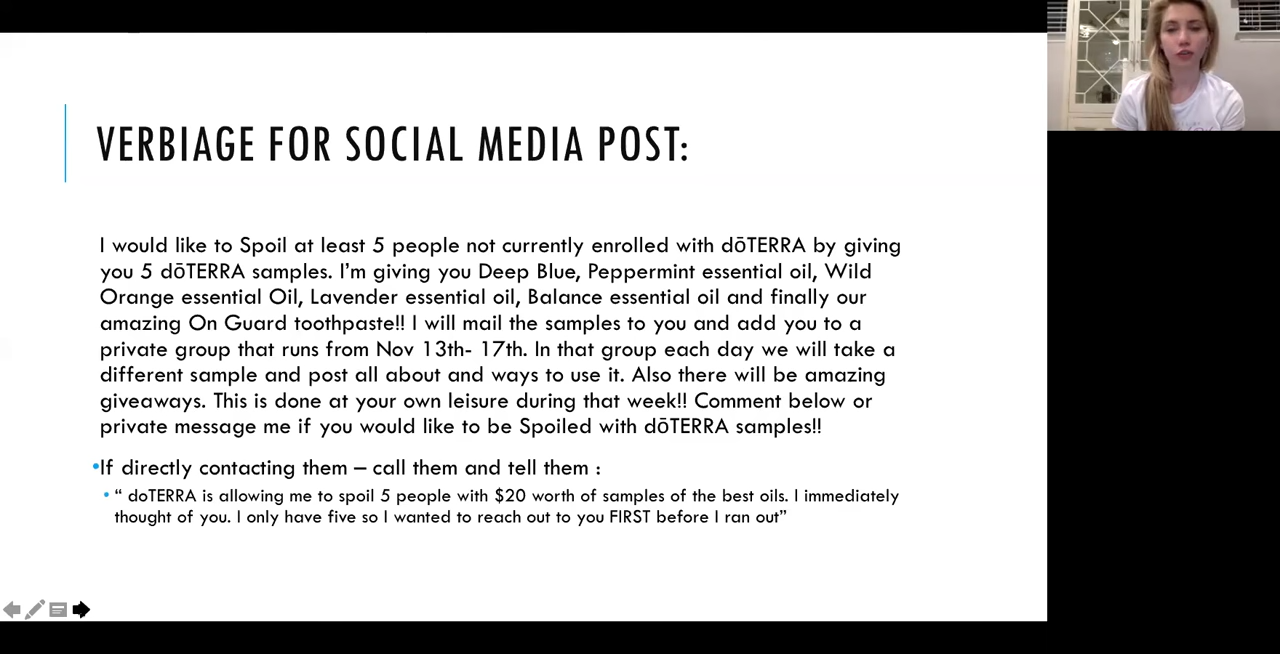 VERBIAGE FOR SOCIAL MEDIA POST:
I would like to Spoil at least 5 people not currently enrolled with dōTERRA by giving
you 5 dōTERRA samples. I'm giving you Deep Blue, Peppermint essential oil, Wild
Orange essential Oil, Lavender essential oil, Balance essential oil and finally our
amazing On Guard toothpaste!! I will mail the samples to you and add you to a
private group that runs from Nov 13th- 17th. In that group each day we will take a
different sample and post all about and ways to use it. Also there will be amazing
giveaways. This is done at your own leisure during that week!! Comment below or
private message me if you would like to be Spoiled with dōTERRA samples!!
•If directly contacting them – call them and tell them :
• “ doTERRA is allowing me to spoil 5 people with $20 worth of samples of the best oils. I immediately
thought of you. I only have five so I wanted to reach out to you FIRST before I ran out”